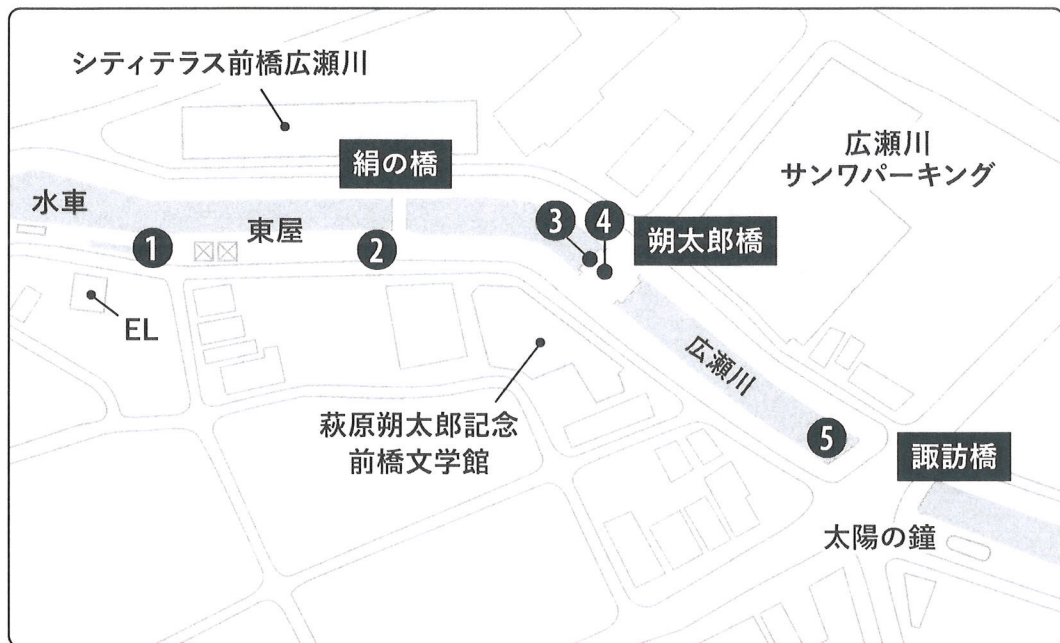 シティテラス前橋広瀬川
絹の橋
広瀬川
サンワパーキング
水車
1
東屋
2
3
4
朔太郎橋
EL
広瀬川
萩原朔太郎記念
前橋文学館
5
諏訪橋
太陽の鐘